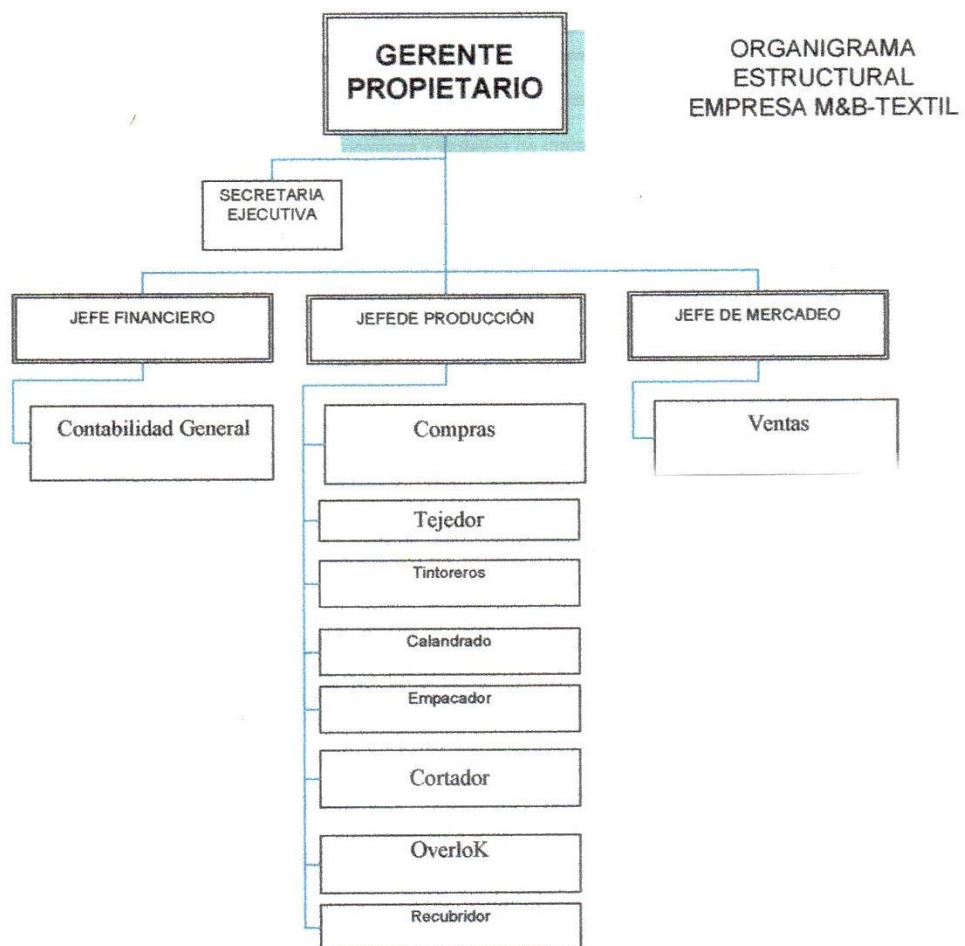 GERENTE
PROPIETARIO
ORGANIGRAMA
ESTRUCTURAL
EMPRESA M&B-TEXTIL
SECRETARIA
EJECUTIVA
JEFE FINANCIERO
JEFEDE PRODUCCIÓN
JEFE DE MERCADEO
Contabilidad General
Compras
Ventas
Tejedor
Tintoreros
Calandrado
Empacador
Cortador
OverloK
Recubridor